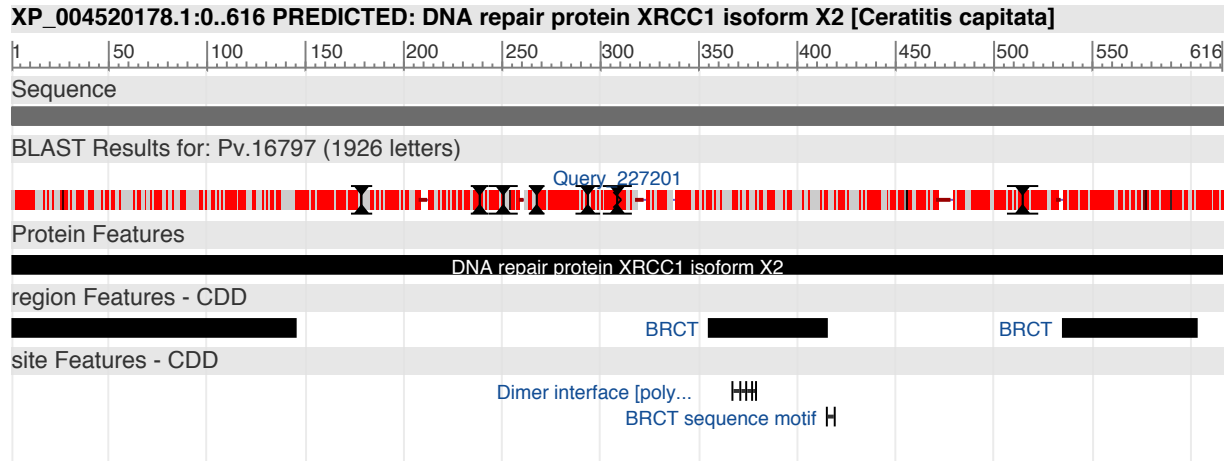 XP_004520178.1:0..616 PREDICTED: DNA repair protein XRCC1 isoform X2 [Ceratitis capitata]
1 50 100 150 200 250 300 350 400 450 500 550 616
Sequence
BLAST Results for: Pv.16797 (1926 letters)
Query_227201
Protein Features
DNA repair protein XRCC1 isoform X2
region Features - CDD
BRCT BRCT
site Features - CDD
Dimer interface [poly...
BRCT sequence motif